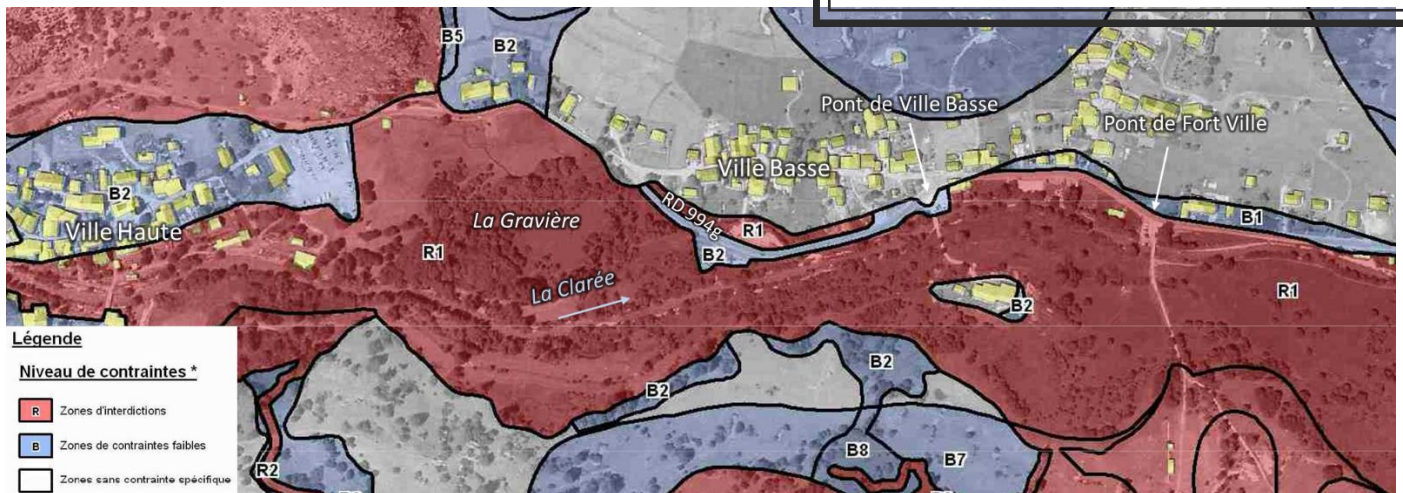 B5
B2
Pont de Ville Basse
Pont de Fort Ville
Ville Basse
B2
Ville Haute
La Gravière
RD 994g
R1
B1
R1
B2
La Clarée
R1
B2
B2
B2
B8
B7
R2
Légende
Niveau de contraintes *
R Zones d'interdictions
B Zones de contraintes faibles
Zones sans contrainte spécifique